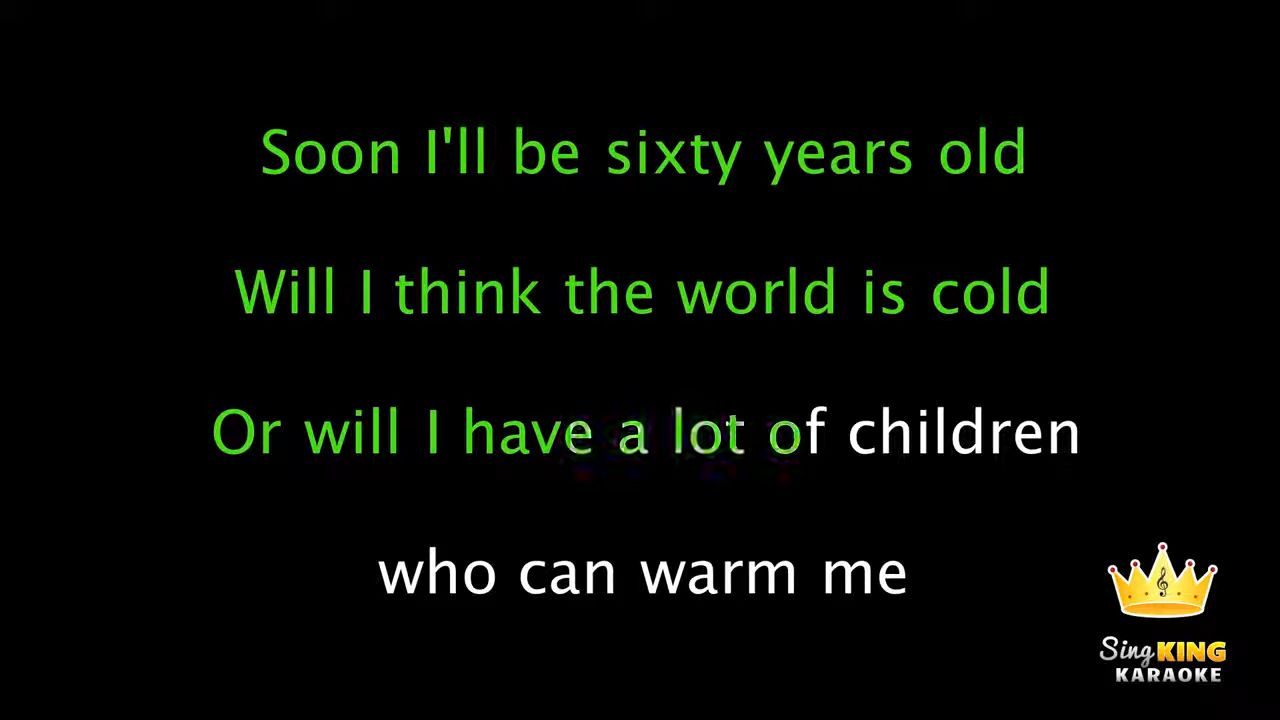 Soon I'll be sixty years old
Will I think the world is cold
Or will I have a lot of children
who can warm me
Sing KING
KARAOKE